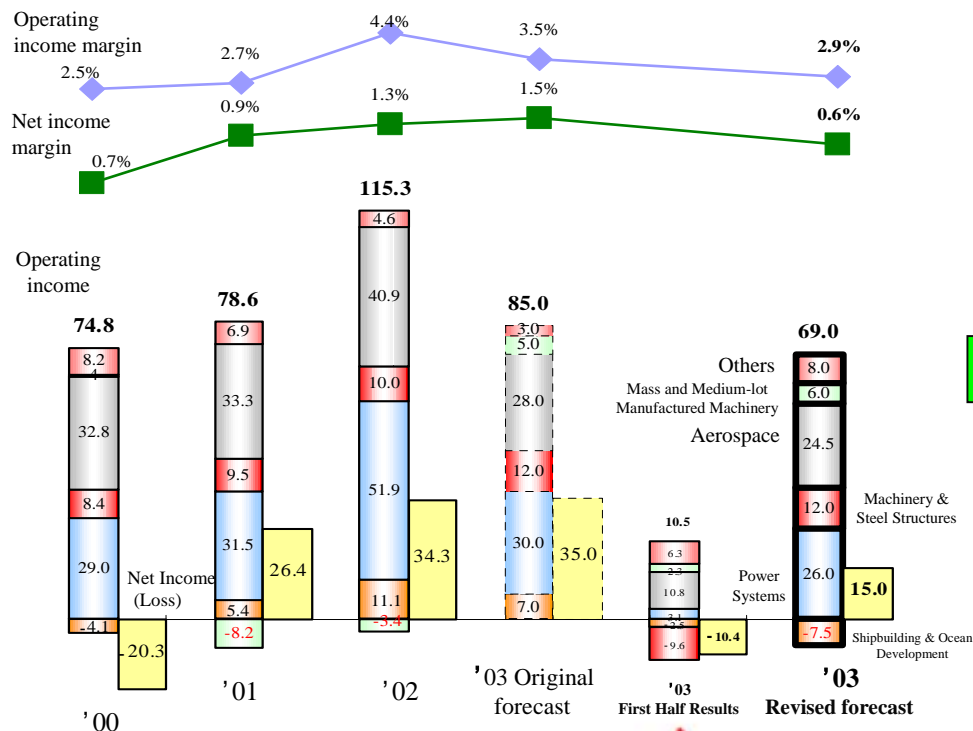 Operating
income margin
2.5%
2.7%
4.4%
3.5%
2.9%
Net income
margin
0.7%
0.9%
1.3%
1.5%
0.6%
Operating
income
74.8
8.2
.4
32.8
8.4
29.0
-4.1
Net Income
(Loss)
-20.3
'00
78.6
6.9
33.3
9.5
31.5
5.4
-8.2
26.4
'01
115.3
4.6
40.9
10.0
51.9
11.1
-3.4
34.3
'02
85.0
3.0
5.0
28.0
12.0
30.0
7.0
35.0
'03 Original
forecast
10.5
6.3
2.3
10.8
3.1
-2.5
-9.6
-10.4
'03
First Half Results
69.0
Others
8.0
Mass and Medium-lot
Manufactured Machinery
6.0
Aerospace
24.5
Machinery &
Steel Structures
12.0
Power
Systems
26.0
15.0
-7.5
Shipbuilding & Ocean
Development
'03
Revised forecast